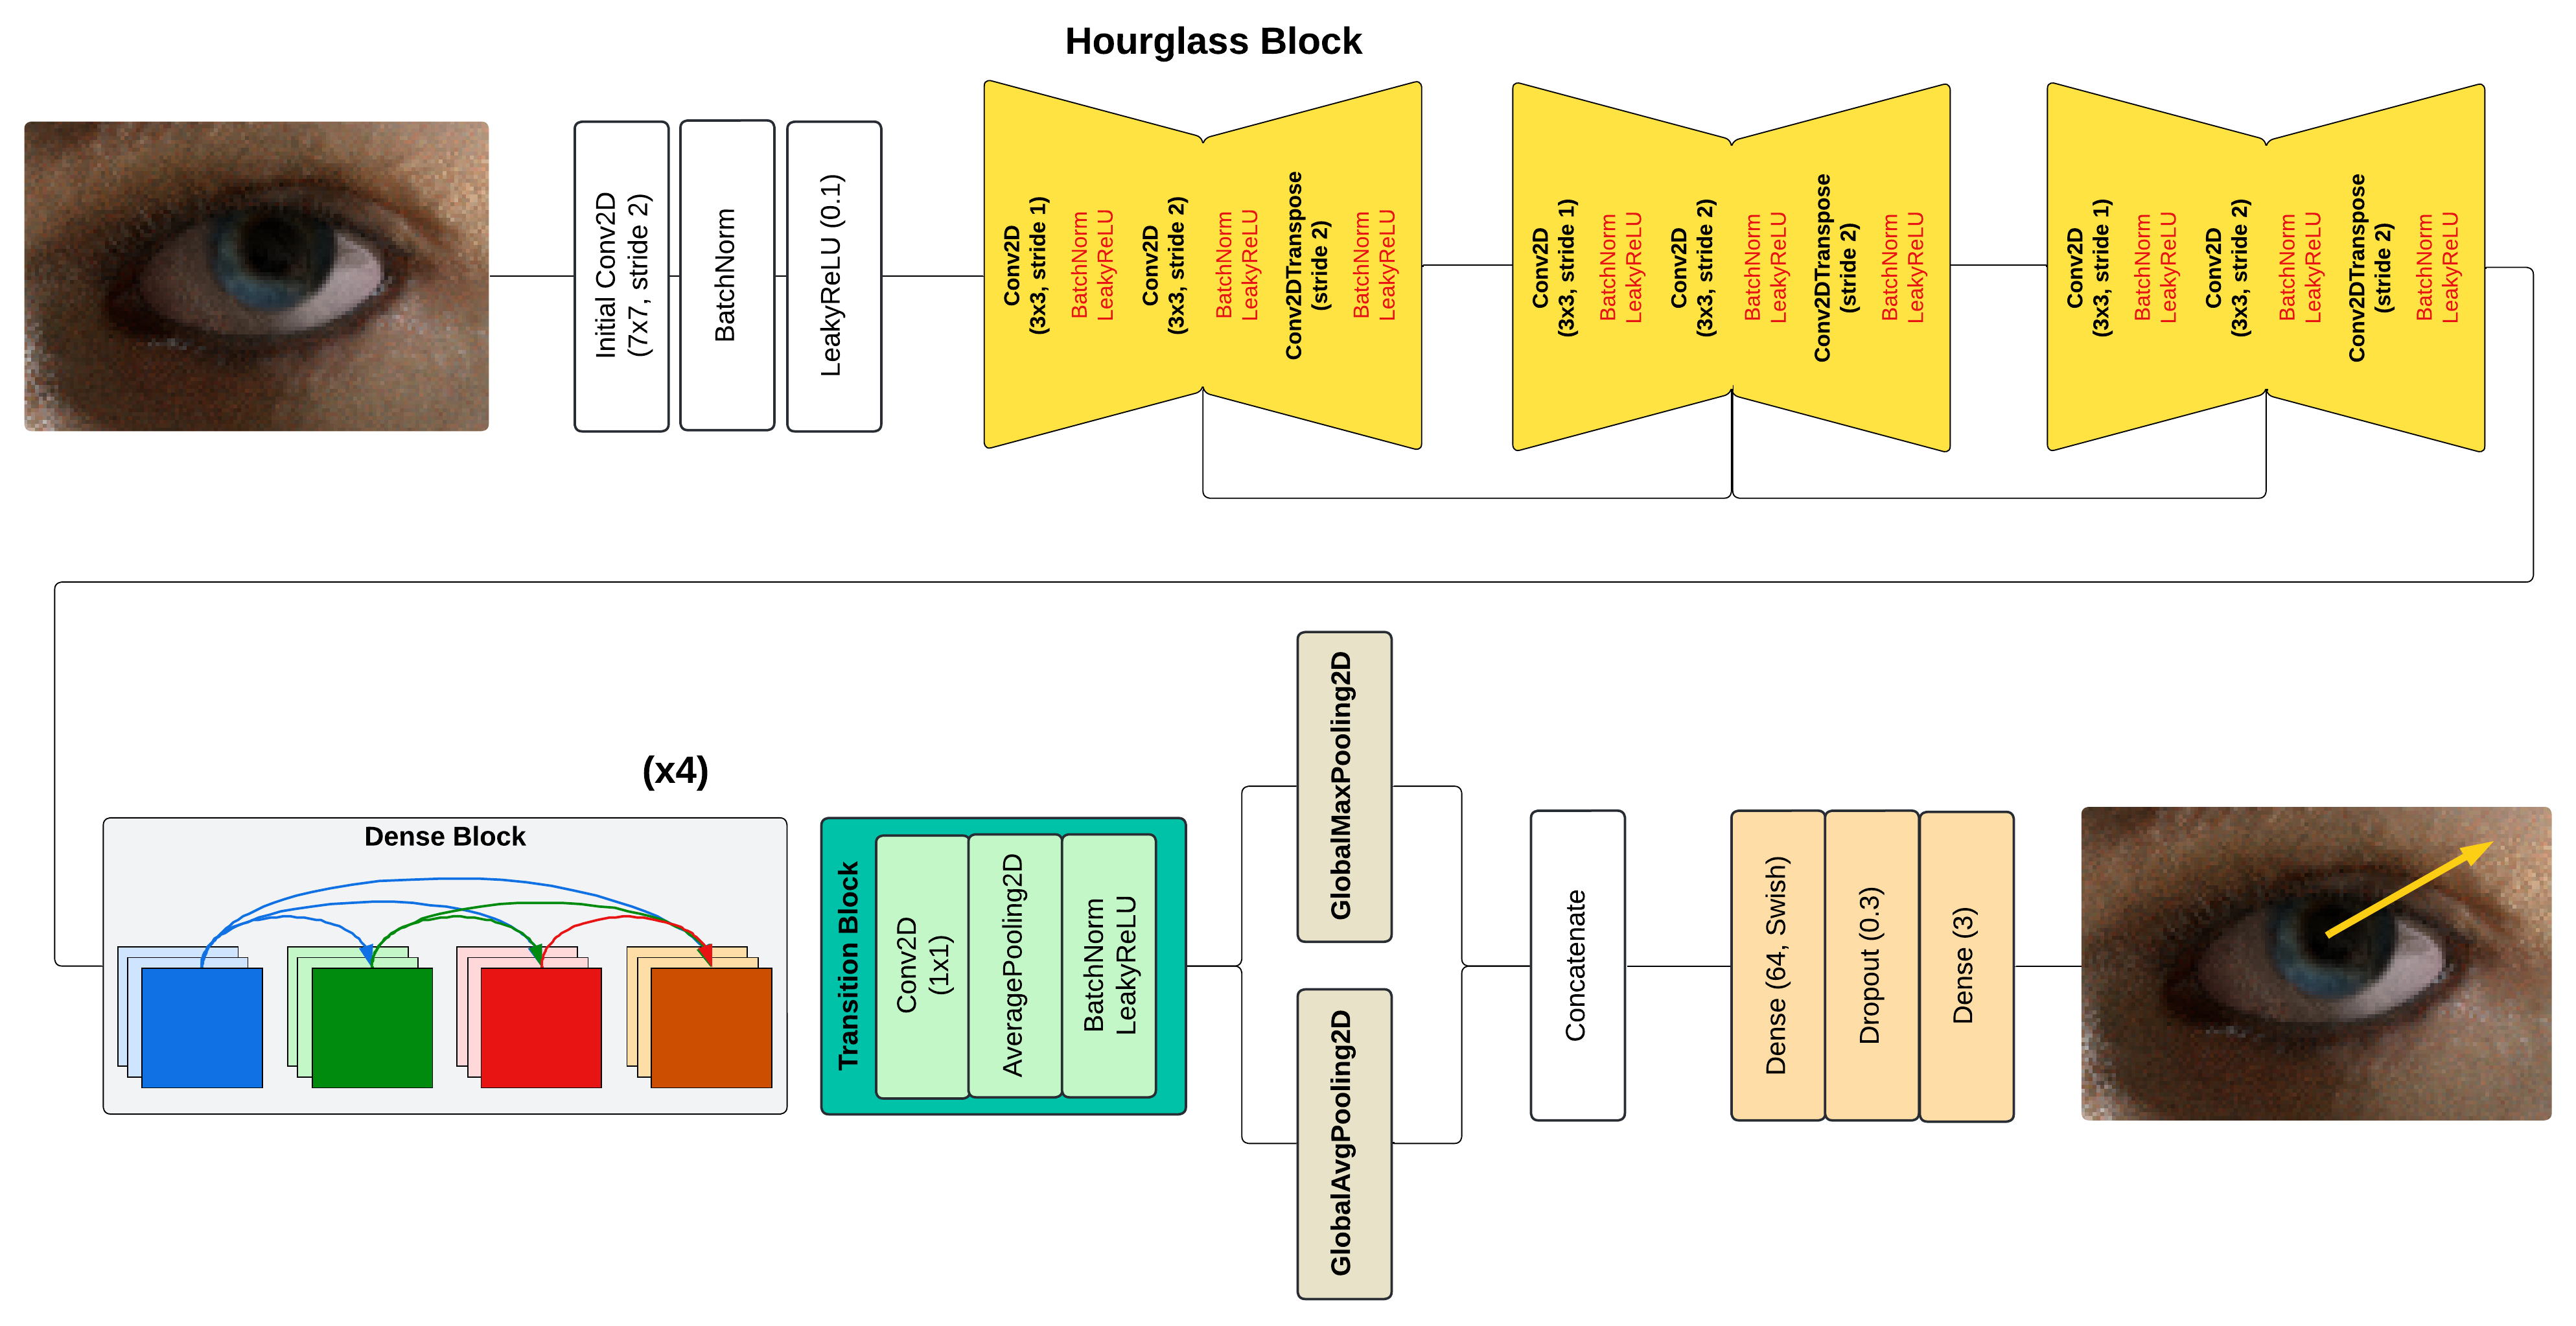 Hourglass Block
Initial Conv2D
(7x7, stride 2)
BatchNorm
LeakyReLU (0.1)
Conv2D
(3x3, stride 1)
BatchNorm
LeakyReLU
Conv2D
(3x3, stride 2)
BatchNorm
LeakyReLU
Conv2DTranspose
(stride 2)
BatchNorm
LeakyReLU
Conv2D
(3x3, stride 1)
BatchNorm
LeakyReLU
Conv2D
(3x3, stride 2)
BatchNorm
LeakyReLU
Conv2DTranspose
(stride 2)
BatchNorm
LeakyReLU
Conv2D
(3x3, stride 1)
BatchNorm
LeakyReLU
Conv2D
(3x3, stride 2)
BatchNorm
LeakyReLU
Conv2DTranspose
(stride 2)
BatchNorm
LeakyReLU
(x4)
Dense Block
Transition Block
Conv2D
(1x1)
AveragePooling2D
BatchNorm
LeakyReLU
GlobalMaxPooling2D
GlobalAvgPooling2D
Concatenate
Dense (64, Swish)
Dropout (0.3)
Dense (3)